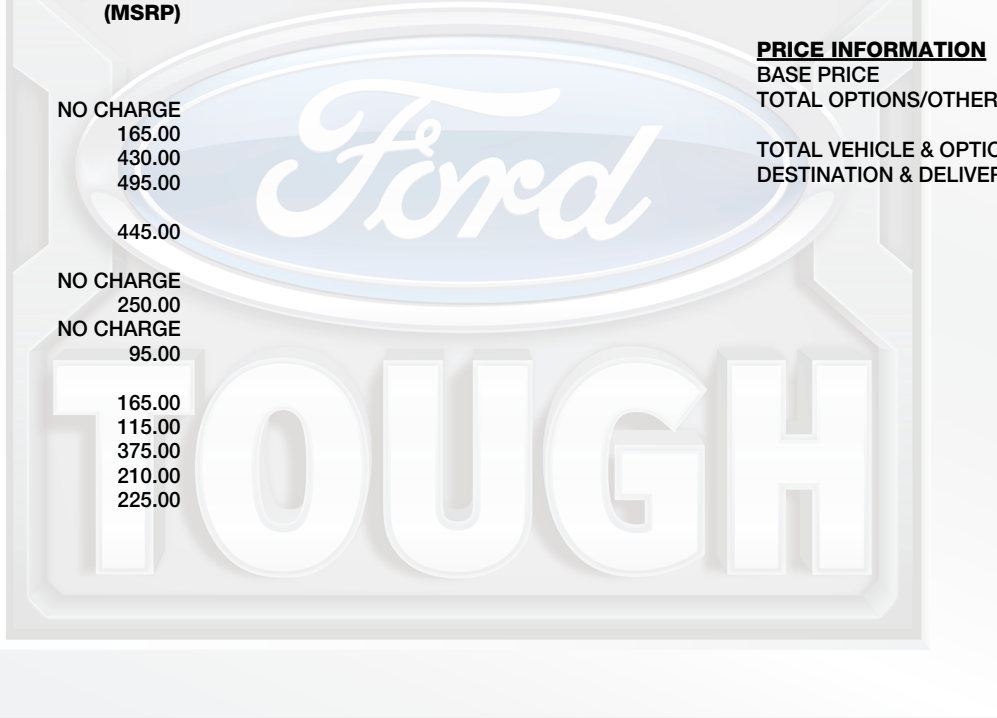 (MSRP)
NO CHARGE
165.00
430.00
495.00
445.00
NO CHARGE
250.00
NO CHARGE
95.00
165.00
115.00
375.00
210.00
225.00
PRICE INFORMATION
BASE PRICE
TOTAL OPTIONS/OTHER
TOTAL VEHICLE & OPTIO
DESTINATION & DELIVER
Ford
TOUGH